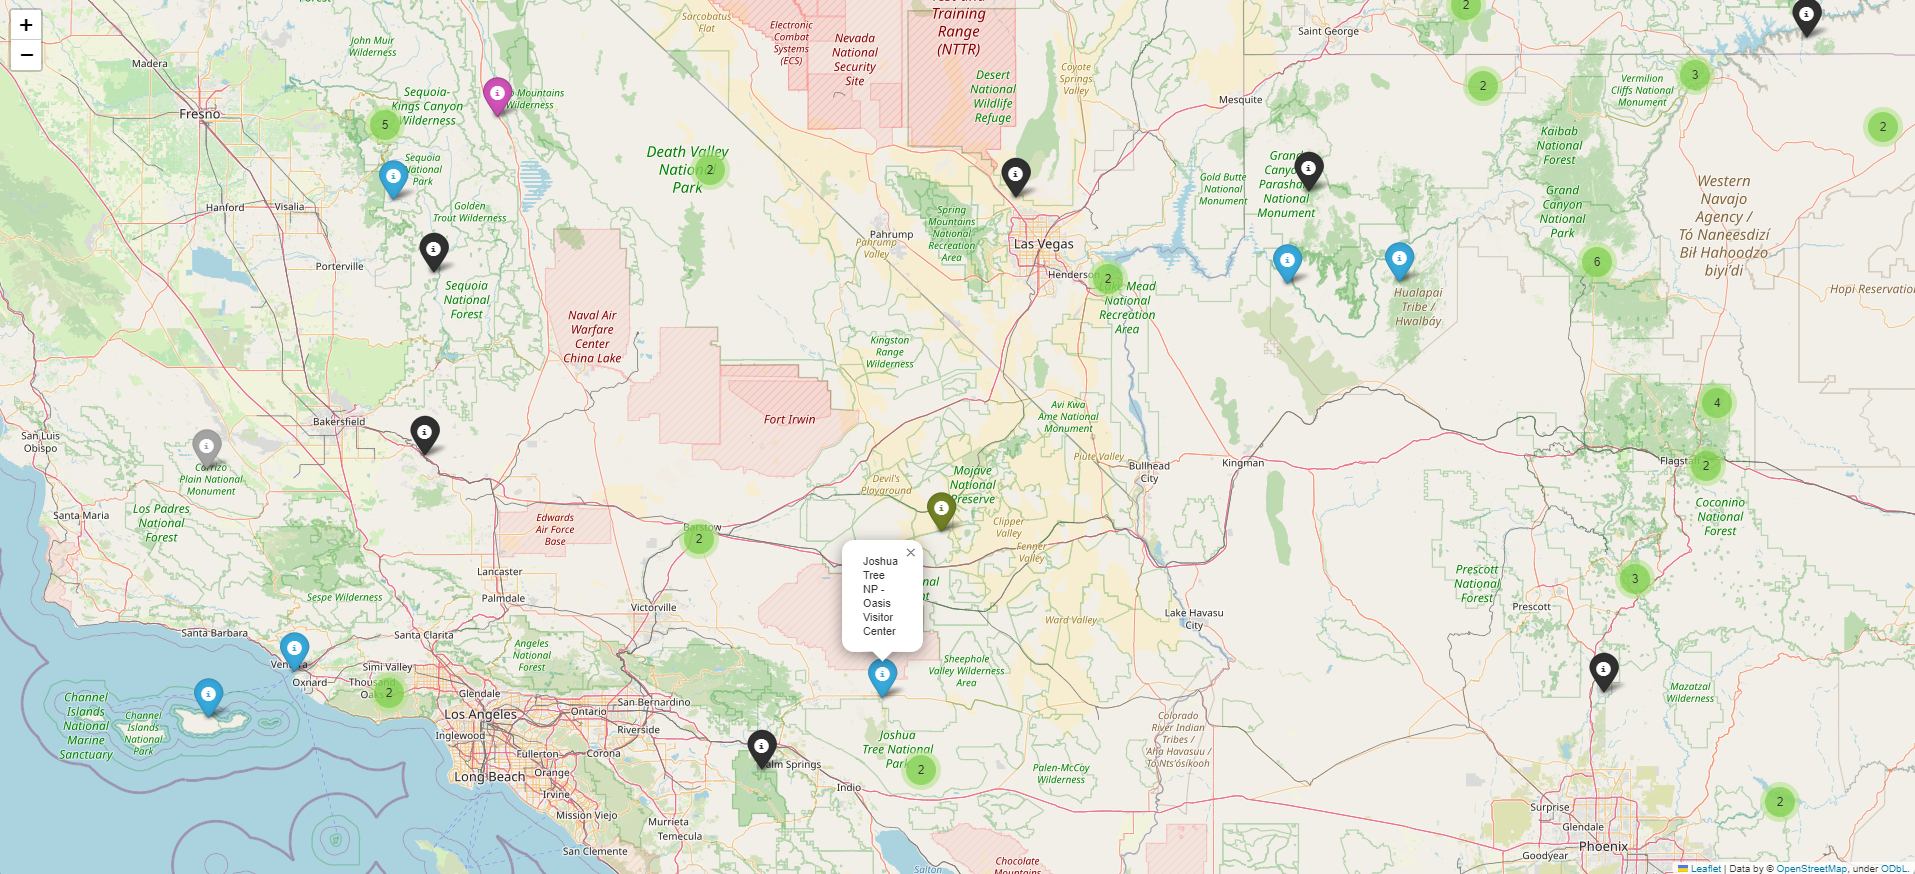 +
−
Forest
John Muir
Wilderness
Madera
Fresno
Sequoia-
Kings Canyon
Wilderness
5
Mountains
Wilderness
Sequoia
National
Park
Hanford
Visalia
Golden
Trout Wilderness
Porterville
Sequoia
National
Forest
Sarcobatus
Flat
Electronic
Combat
Systems
(ECS)
Nevada
National
Security
Site
Test and
Training
Range
(NTTR)
Desert
National
Wildlife
Refuge
Coyote
Springs
Valley
Death Valley
National
Park
2
Spring
Mountains
National
Recreation
Area
Pahrump
Pahrump
Valley
Las Vegas
Henderson
2
Lake Mead
National
Recreation
Area
Mesquite
Saint George
2
2
3
2
Vermilion
Cliffs National
Monument
Kaibab
National
Forest
Grand
Canyon
National
Park
Gold Butte
National
Monument
Grand
Canyon
Parashant
National
Monument
Western
Navajo
Agency /
Tó Naneesdizí
Bił Hahoodzo
biyi'di
6
Hopi Reservation
Hualapai
Tribe /
Hwalbáy
Naval Air
Warfare
Center
China Lake
Kingston
Range
Wilderness
Fort Irwin
Avi Kwa
Ame National
Monument
4
Bakersfield
San Luis
Obispo
Carrizo
Plain National
Monument
Los Padres
National
Forest
Santa Maria
Edwards
Air Force
Base
Barstow
2
Devil's
Playground
Mojave
National
Preserve
Piute Valley
Bullhead
City
Kingman
Flagstaff
2
Coconino
National
Forest
Clipper
Valley
Fenner
Valley
Joshua
Tree
NP -
Oasis
Visitor
Center
×
Lancaster
Palmdale
Sespe Wilderness
Victorville
Ward Valley
Lake Havasu
City
Prescott
National
Forest
Prescott
3
Santa Barbara
Santa Clarita
Angeles
National
Forest
Ventura
Oxnard
Simi Valley
Thousand
Oaks
2
Glendale
Los Angeles
Inglewood
San Bernardino
Ontario
Riverside
Fullerton
Corona
Orange
Long Beach
Irvine
Mission Viejo
Murrieta
Temecula
San Clemente
Sheephole
Valley Wilderness
Area
Joshua
Tree National
Park
2
Palm Springs
Indio
Palen-McCoy
Wilderness
Colorado
River Indian
Tribes /
'Aha Havasuu /
To'Nts'ósíkooh
Mazatzal
Wilderness
Channel
Islands
National
Marine
Sanctuary
Channel
Islands
National
Park
Salton
Chocolate
Mountains
2
Surprise
Glendale
Goodyear
Phoenix
Leaflet | Data by © OpenStreetMap, under ODbL.